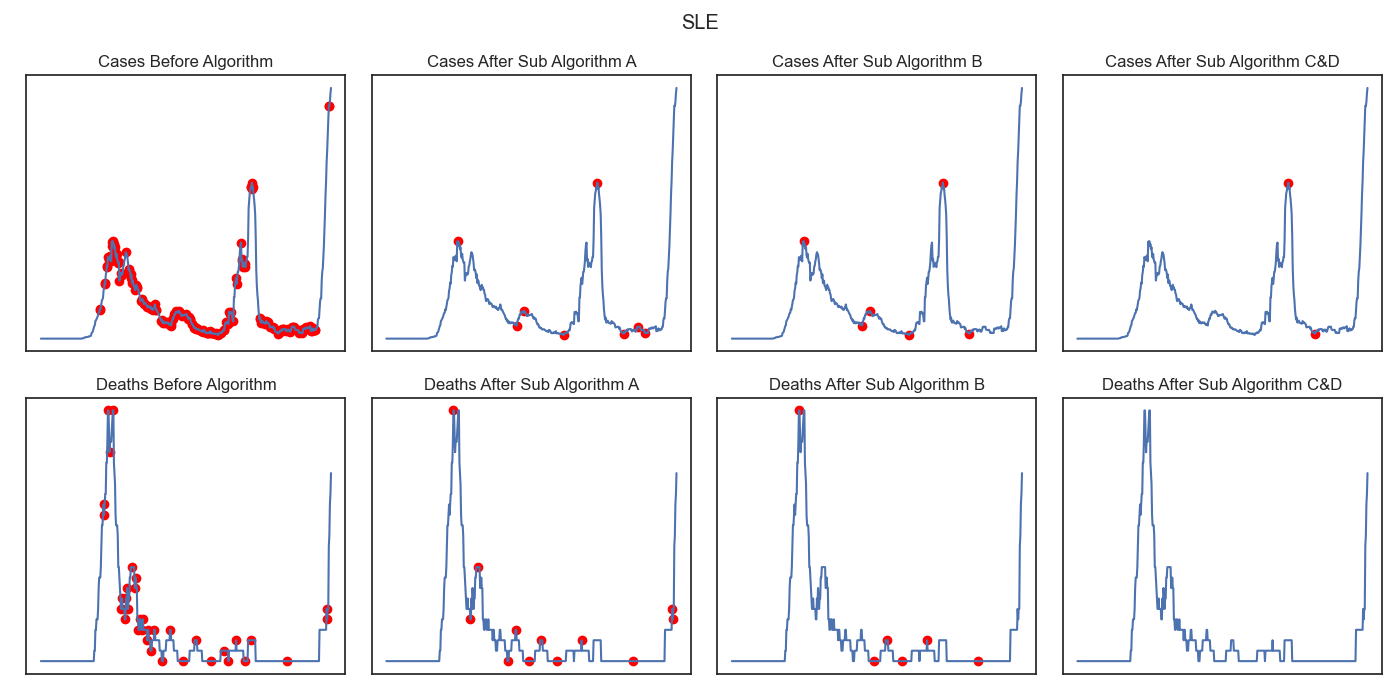 SLE
Cases Before Algorithm
Cases After Sub Algorithm A
Cases After Sub Algorithm B
Cases After Sub Algorithm C&D
Deaths Before Algorithm
Deaths After Sub Algorithm A
Deaths After Sub Algorithm B
Deaths After Sub Algorithm C&D